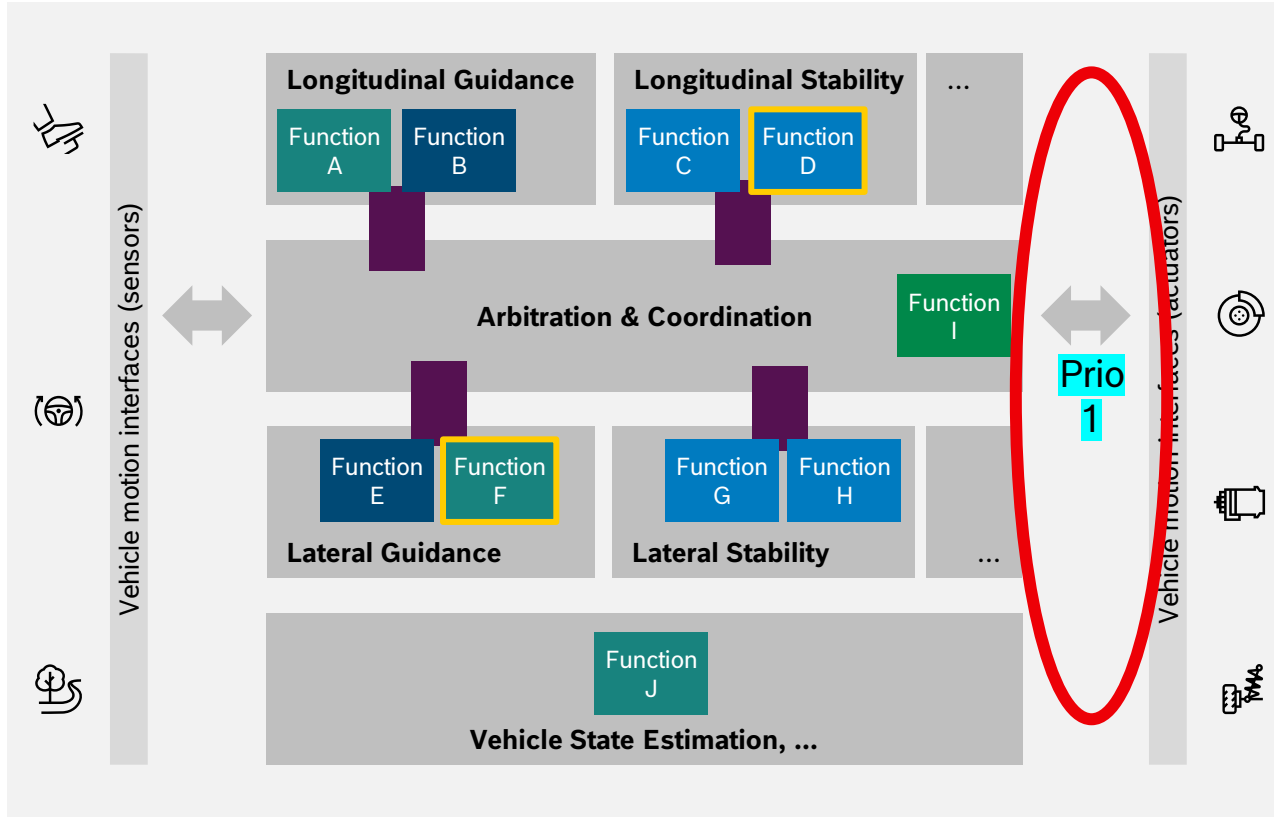 Longitudinal Guidance
Function
A
Function
B
Longitudinal Stability
Function
C
Function
D
...
Vehicle motion interfaces (sensors)
Arbitration & Coordination
Function
I
Prio
1
Vehicle motion interfaces (actuators)
Function
E
Function
F
Lateral Guidance
Function
G
Function
H
Lateral Stability
...
Function
J
Vehicle State Estimation, ...